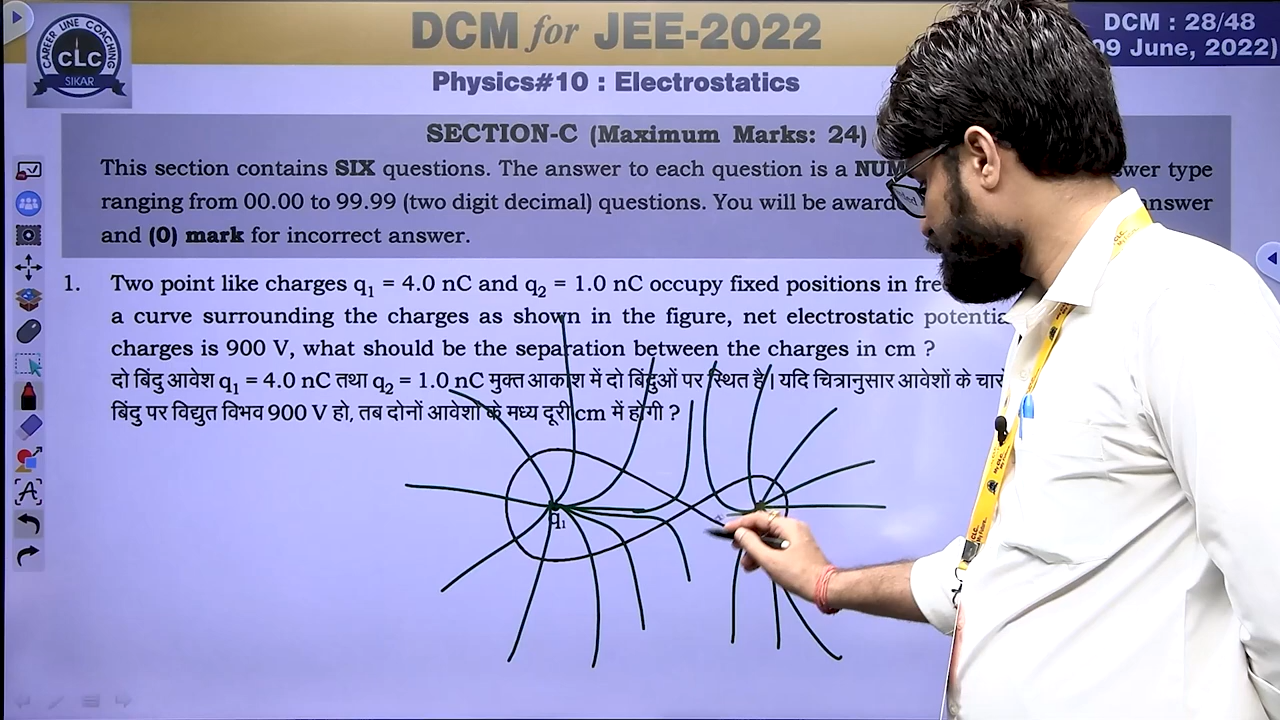 CAREER LINE COACHING
CLC
SIKAR
DCM for JEE-2022
DCM : 28/48
09 June, 2022)
Physics#10 : Electrostatics
SECTION-C (Maximum Marks: 24)
This section contains SIX questions. The answer to each question is a type
ranging from 00.00 to 99.99 (two digit decimal) questions. You will be
and (0) mark for incorrect answer.
1. Two point like charges q₁ = 4.0 nC and q₂ = 1.0 nC occupy fixed positions in
a curve surrounding the charges as shown in the figure, net electrostatic
charges is 900 V, what should be the separation between the charges in cm ?
दो बिंदु आवेश q₁ = 4.0 nC तथा q₂ = 1.0 nC मुक्त आकाश में दो बिंदुओं पर स्थित है। यदि चित्रानुसार आवेशों के
बिंदु पर विद्युत विभव 900 V हो, तब दोनों आवेशों के मध्य दूरी cm में होगी ?
q₁